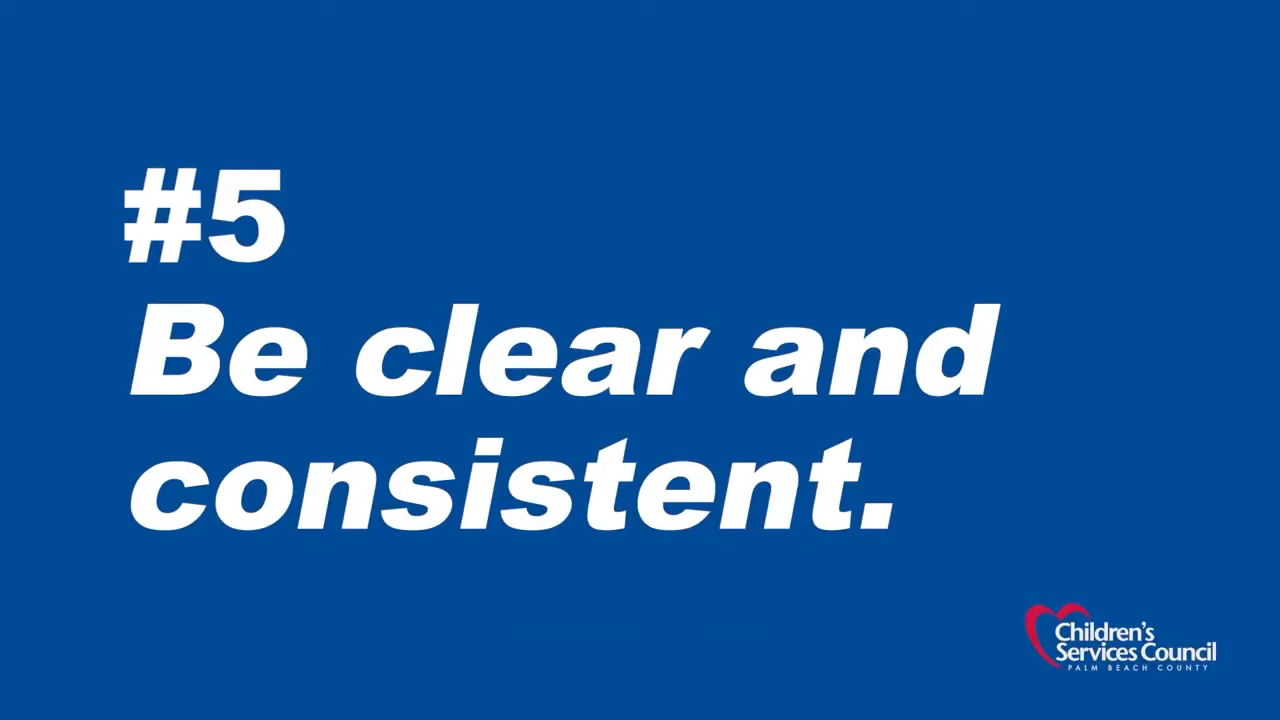 #5
Be clear and
consistent.
Children's
Services Council
PALM BEACH COUNTY